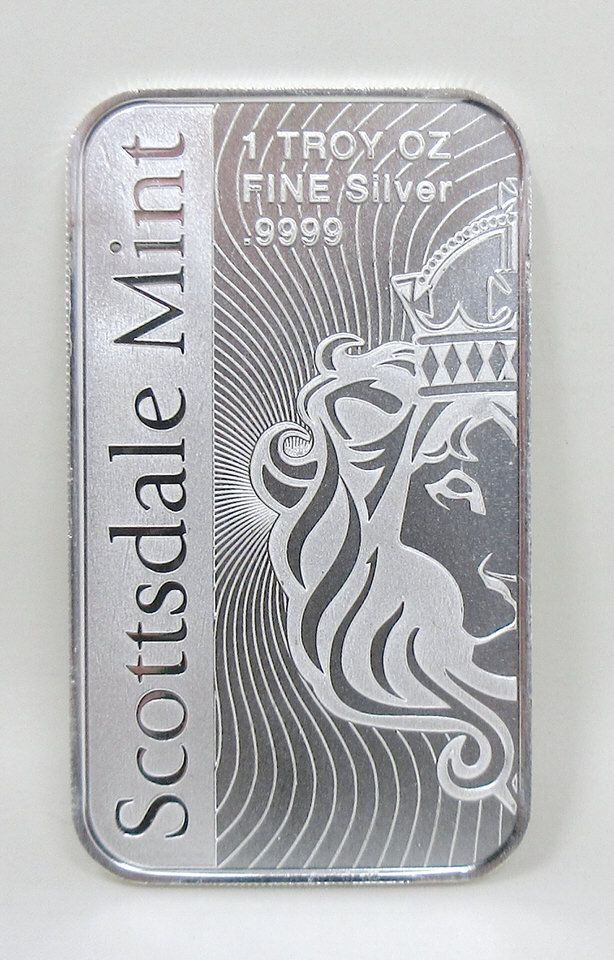 Scottsdale Mint
1 TROY OZ
FINE Silver
.9999